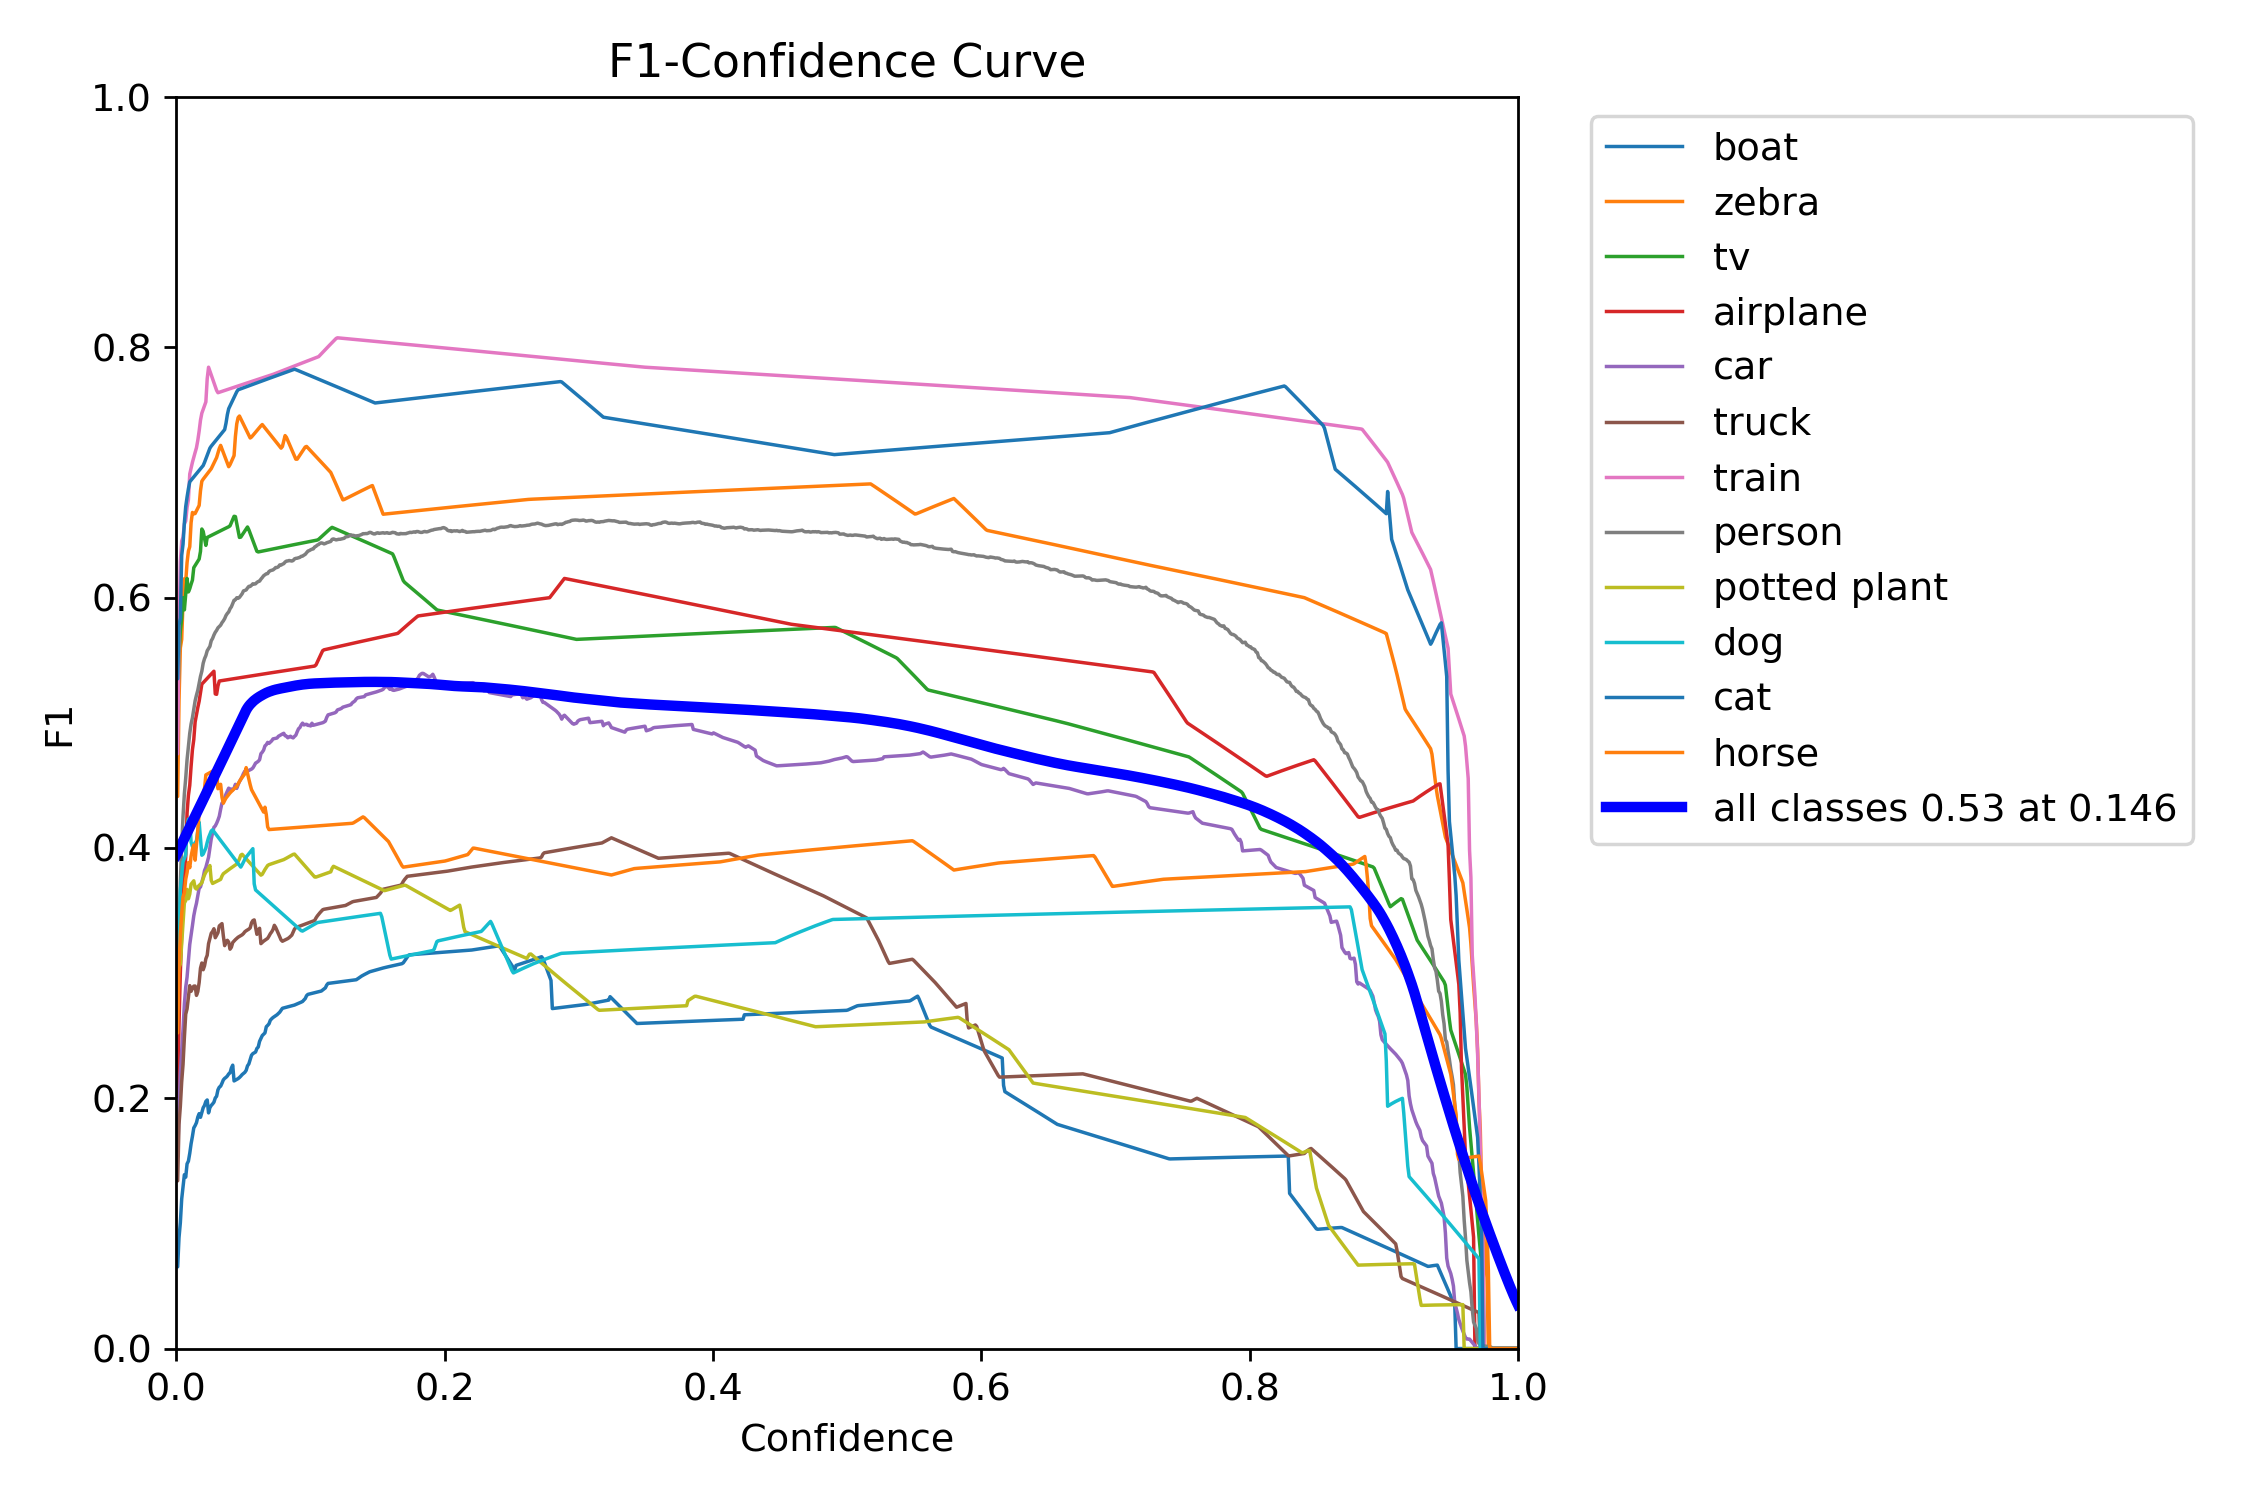 F1-Confidence Curve
1.0
0.8
0.6
0.4
0.2
0.0
F1
0.0 0.2 0.4 0.6 0.8 1.0
Confidence
boat
zebra
tv
airplane
car
truck
train
person
potted plant
dog
cat
horse
all classes 0.53 at 0.146